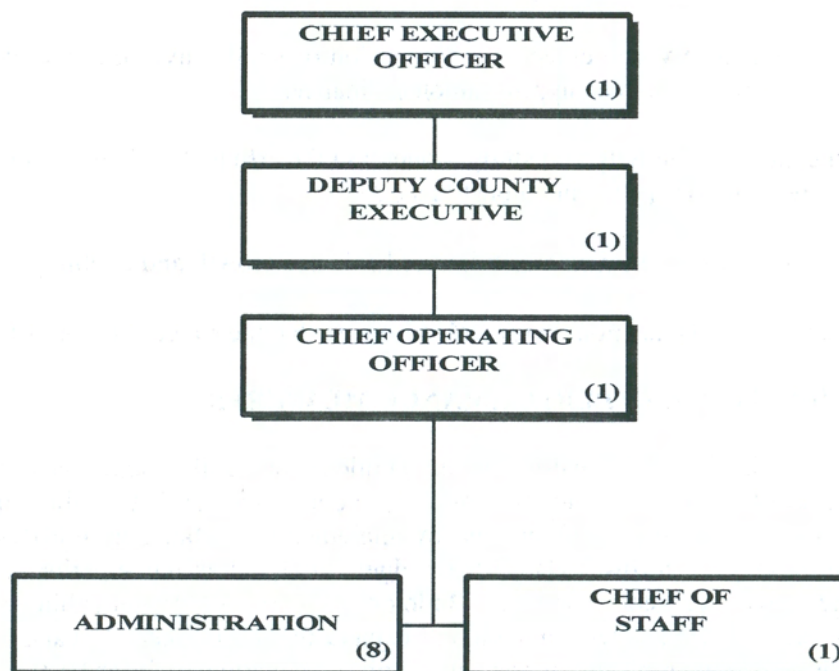 CHIEF EXECUTIVE
OFFICER
(1)
DEPUTY COUNTY
EXECUTIVE
(1)
CHIEF OPERATING
OFFICER
(1)
ADMINISTRATION
(8)
CHIEF OF
STAFF
(1)